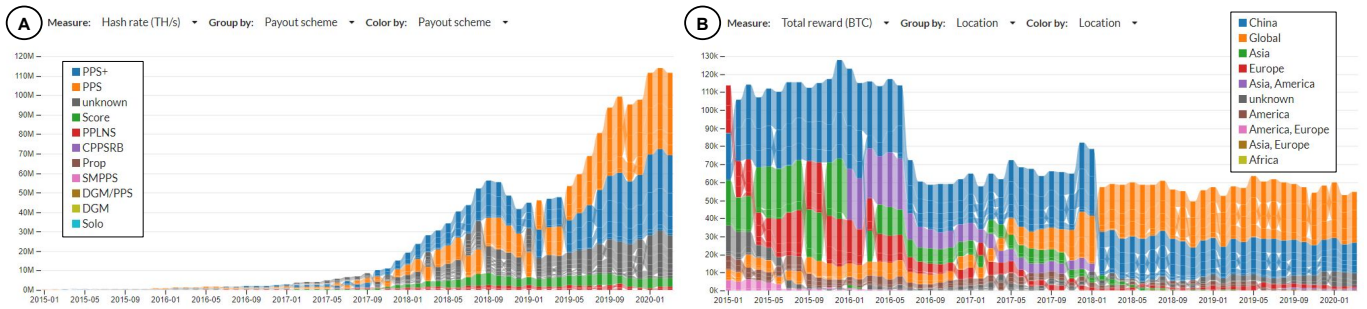 A Measure: Hash rate (TH/s) Group by: Payout scheme Color by: Payout scheme
120M
110M
100M
90M
80M
70M
60M
50M
40M
30M
20M
10M
0M
PPS+
PPS
unknown
Score
PPLNS
CPPSRB
Prop
SMPPS
DGM/PPS
DGM
Solo
2015-01 2015-05 2015-09 2016-01 2016-05 2016-09 2017-01 2017-05 2017-09 2018-01 2018-05 2018-09 2019-01 2019-05 2019-09 2020-01
B Measure: Total reward (BTC) Group by: Location Color by: Location
130k
120k
110k
100k
90k
80k
70k
60k
50k
40k
30k
20k
10k
0k
China
Global
Asia
Europe
Asia, America
unknown
America
America, Europe
Asia, Europe
Africa
2015-01 2015-05 2015-09 2016-01 2016-05 2016-09 2017-01 2017-05 2017-09 2018-01 2018-05 2018-09 2019-01 2019-05 2019-09 2020-01